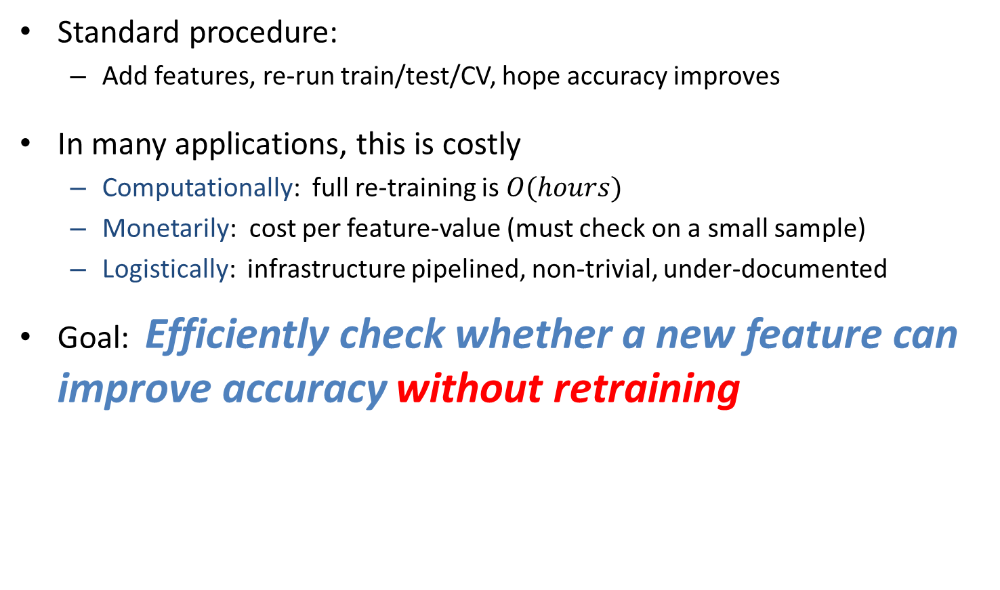 • Standard procedure:
– Add features, re-run train/test/CV, hope accuracy improves
• In many applications, this is costly
– Computationally: full re-training is O(hours)
– Monetarily: cost per feature-value (must check on a small sample)
– Logistically: infrastructure pipelined, non-trivial, under-documented
• Goal: Efficiently check whether a new feature can
improve accuracy without retraining